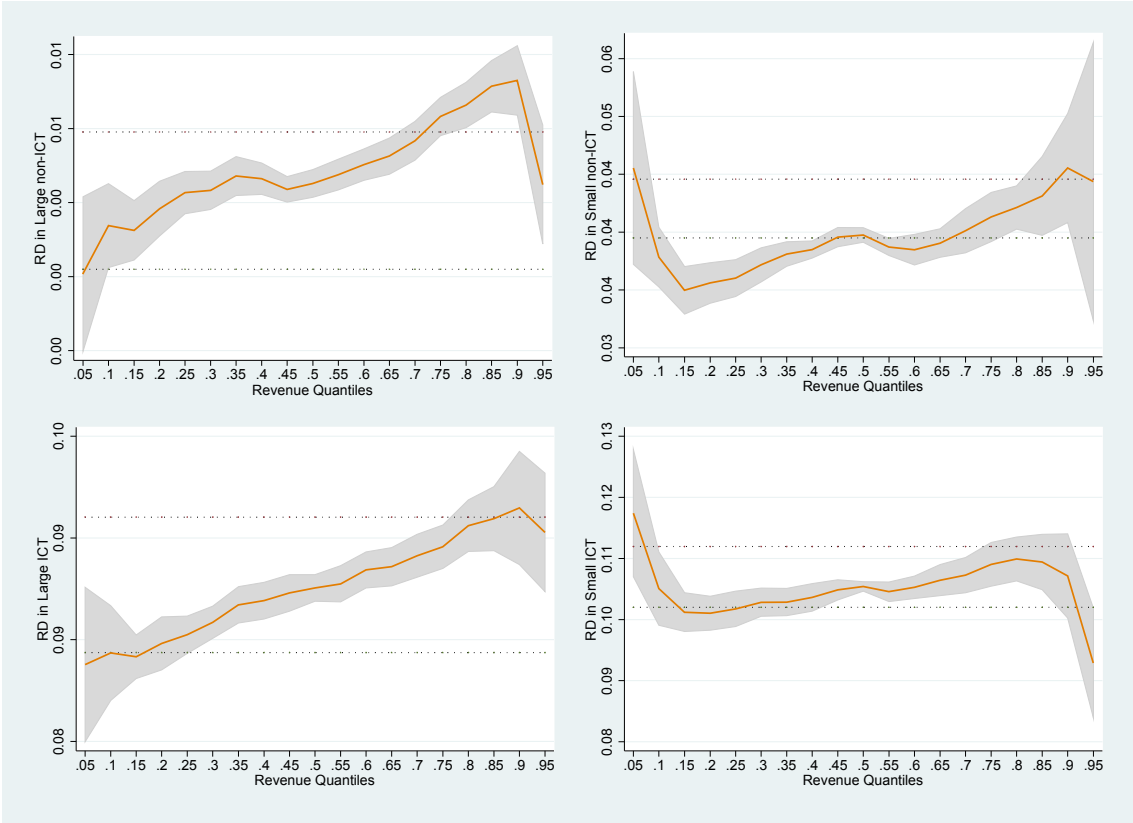 RD in Large non-ICT
0.01
0.01
0.00
0.00
0.00
.05 .1 .15 .2 .25 .3 .35 .4 .45 .5 .55 .6 .65 .7 .75 .8 .85 .9 .95
Revenue Quantiles
RD in Small non-ICT
0.06
0.05
0.04
0.04
0.04
0.03
.05 .1 .15 .2 .25 .3 .35 .4 .45 .5 .55 .6 .65 .7 .75 .8 .85 .9 .95
Revenue Quantiles
RD in Large ICT
0.10
0.09
0.09
0.08
.05 .1 .15 .2 .25 .3 .35 .4 .45 .5 .55 .6 .65 .7 .75 .8 .85 .9 .95
Revenue Quantiles
RD in Small ICT
0.13
0.12
0.11
0.10
0.09
0.08
.05 .1 .15 .2 .25 .3 .35 .4 .45 .5 .55 .6 .65 .7 .75 .8 .85 .9 .95
Revenue Quantiles